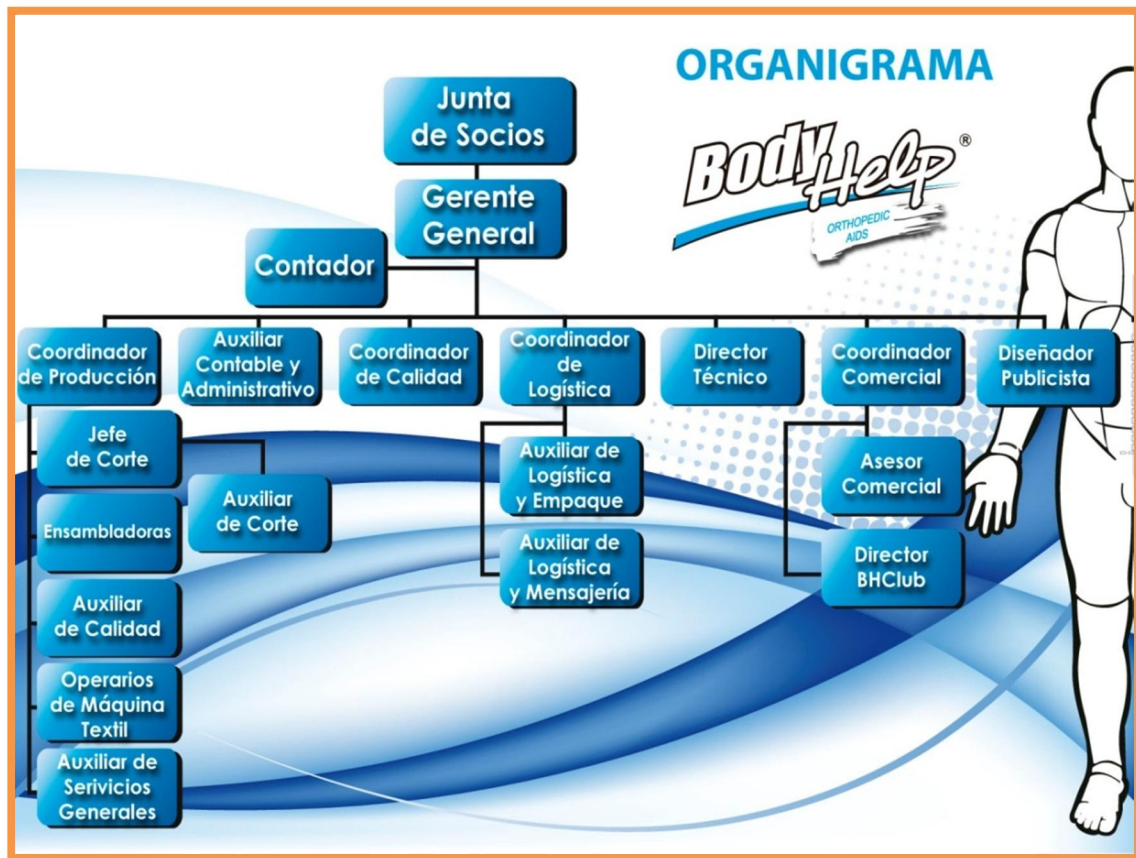 ORGANIGRAMA
Body Help ®
ORTHOPEDIC
AIDS
Junta
de Socios
Gerente
General
Contador
Coordinador
de Producción
Auxiliar
Contable y
Administrativo
Coordinador
de Calidad
Coordinador
de
Logística
Director
Técnico
Coordinador
Comercial
Diseñador
Publicista
Jefe
de Corte
Auxiliar
de Corte
Ensambladoras
Auxiliar
de Calidad
Operarios
de Máquina
Textil
Auxiliar de
Serivicios
Generales
Auxiliar de
Logística
y Empaque
Auxiliar de
Logística
y Mensajería
Asesor
Comercial
Director
BHClub